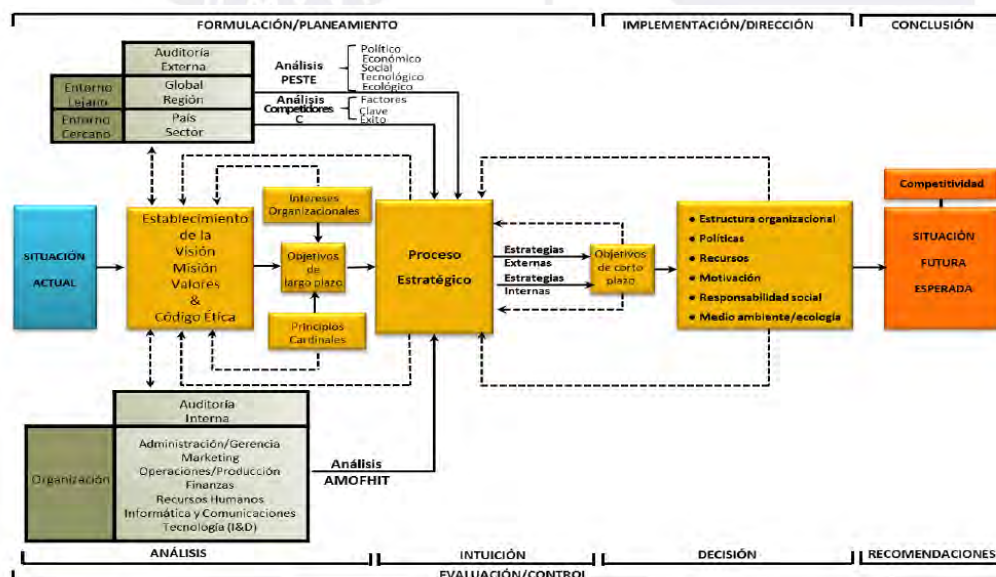 FORMULACIÓN/PLANEAMIENTO
IMPLEMENTACIÓN/DIRECCIÓN
CONCLUSIÓN
Auditoría
Externa
Entorno
Lejano
Global
Región
Entorno
Cercano
País
Sector
Análisis
PESTE
Político
Económico
Social
Tecnológico
Ecológico
Análisis
Competidores
C
Factores
Clave
Éxito
SITUACIÓN
ACTUAL
Establecimiento
de la
Visión
Misión
Valores
&
Código Ética
Intereses
Organizacionales
Objetivos
de
largo plazo
Principios
Cardinales
Proceso
Estratégico
Estrategias
Externas
Estrategias
Internas
Objetivos
de corto
plazo
• Estructura organizacional
• Políticas
• Recursos
• Motivación
• Responsabilidad social
• Medio ambiente/ecología
Competitividad
SITUACIÓN
FUTURA
ESPERADA
Auditoría
Interna
Organización
Administración/Gerencia
Marketing
Operaciones/Producción
Finanzas
Recursos Humanos
Informática y Comunicaciones
Tecnología (I&D)
Análisis
AMOFHIT
ANÁLISIS
INTUICIÓN
DECISIÓN
RECOMENDACIONES
EVALUACIÓN/CONTROL